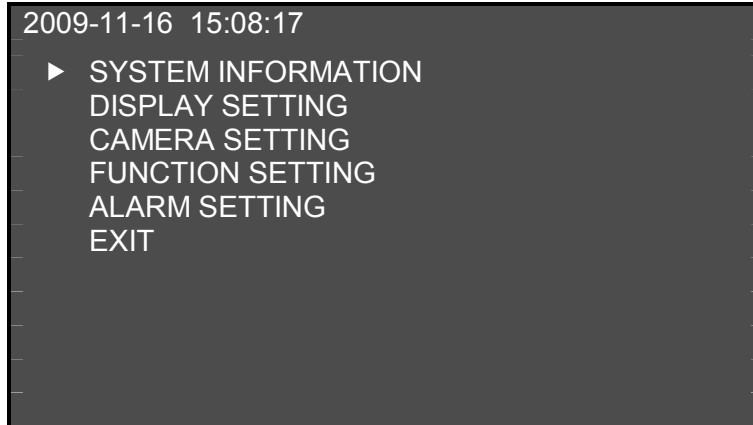 2009-11-16 15:08:17
▶ SYSTEM INFORMATION
DISPLAY SETTING
CAMERA SETTING
FUNCTION SETTING
ALARM SETTING
EXIT